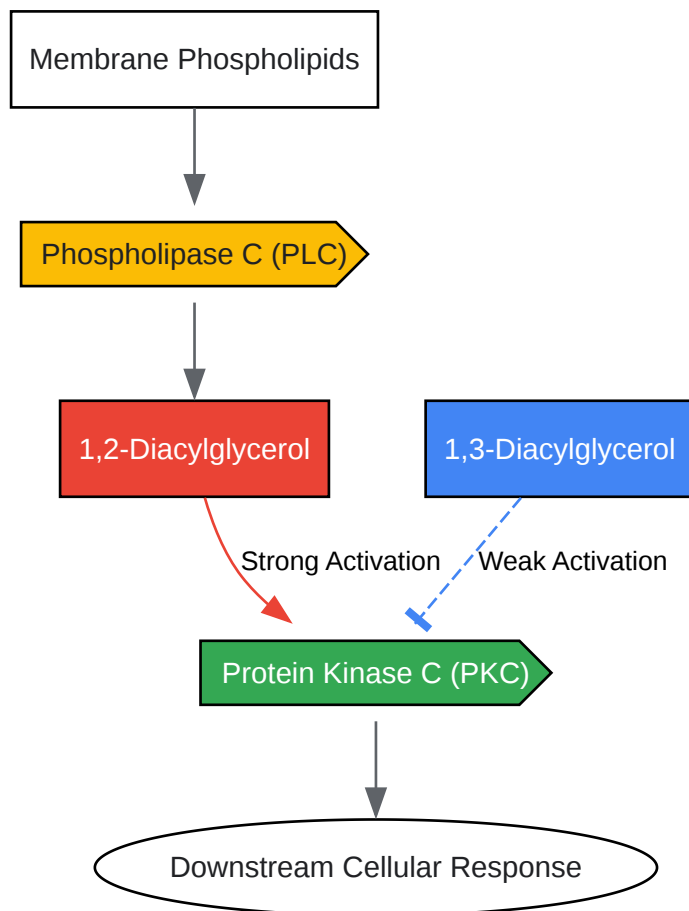 Membrane Phospholipids
Phospholipase C (PLC)
1,2-Diacylglycerol
1,3-Diacylglycerol
Strong Activation
Weak Activation
Protein Kinase C (PKC)
Downstream Cellular Response